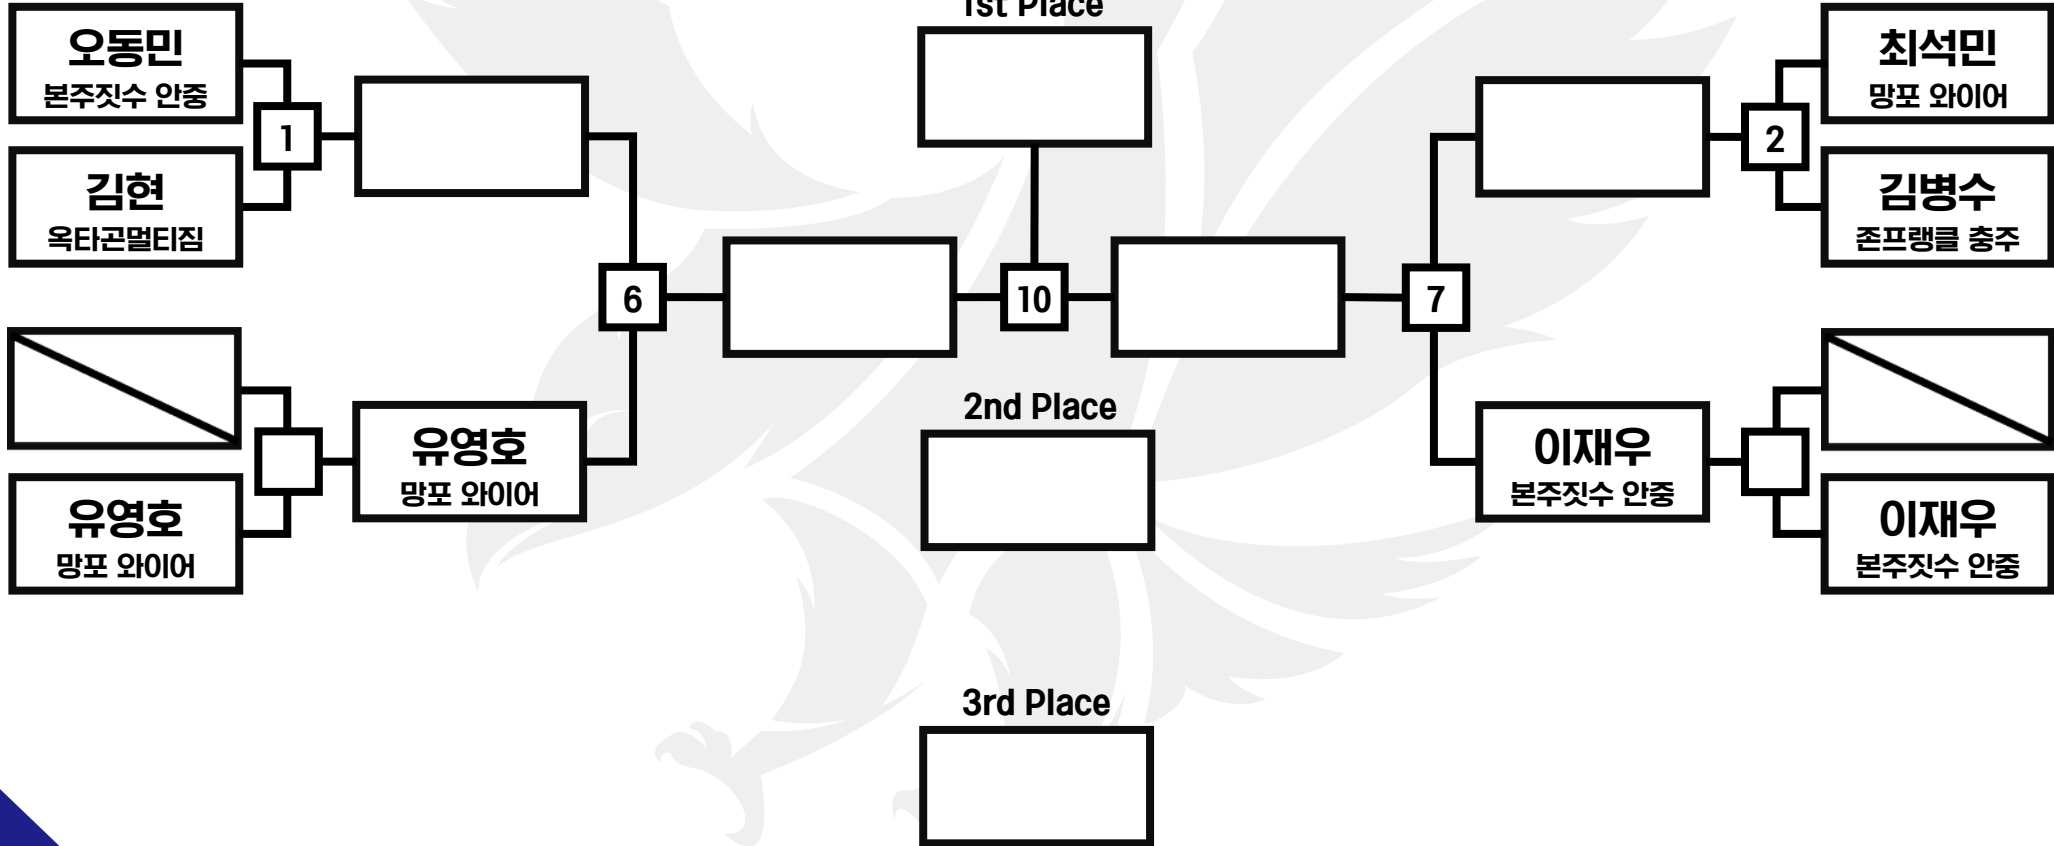 1st Place
오동민
본주짓수 안중
1
김현
옥타곤멀티짐
최석민
망포 와이어
2
김병수
존프랭클 충주
6
10
7
유영호
망포 와이어
유영호
망포 와이어
2nd Place
이재우
본주짓수 안중
이재우
본주짓수 안중
3rd Place